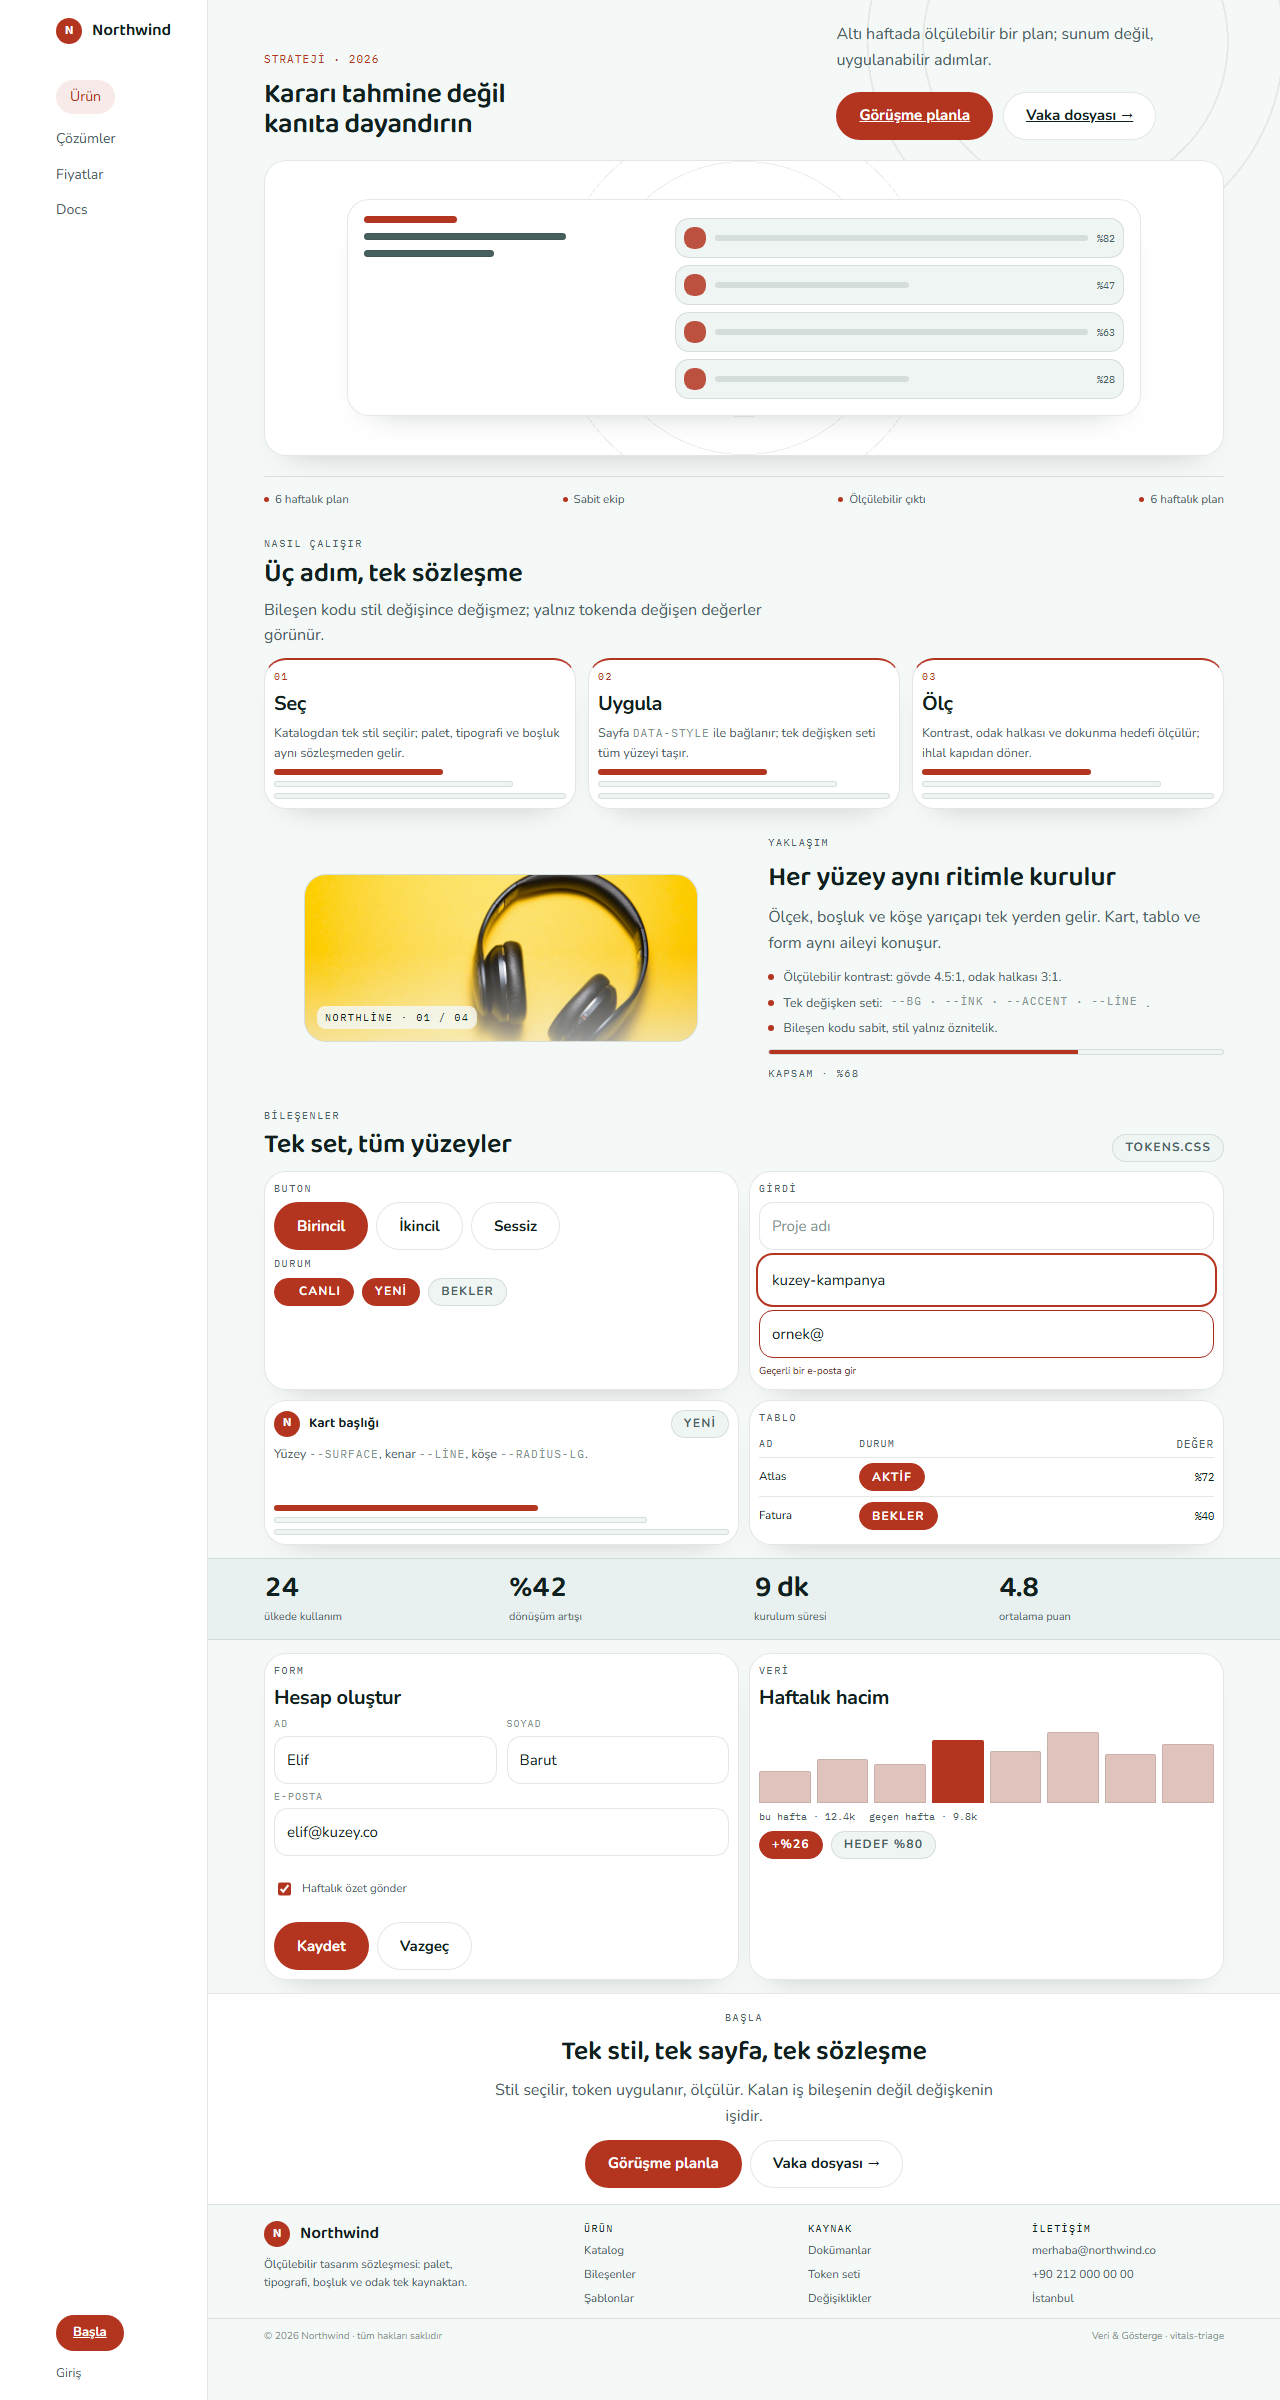 N Northwind
Ürün
Çözümler
Fiyatlar
Docs
Başla
Giriş
STRATEJİ · 2026
Kararı tahmine değil
kanıta dayandırın
Altı haftada ölçülebilir bir plan; sunum değil,
uygulanabilir adımlar.
Görüşme planla Vaka dosyası →
%82
%47
%63
%28
6 haftalık plan Sabit ekip Ölçülebilir çıktı 6 haftalık plan
NASIL ÇALIŞIR
Üç adım, tek sözleşme
Bileşen kodu stil değişince değişmez; yalnız tokenda değişen değerler
görünür.
01
Seç
Katalogdan tek stil seçilir; palet, tipografi ve boşluk
aynı sözleşmeden gelir.
02
Uygula
Sayfa DATA-STYLE ile bağlanır; tek değişken seti
tüm yüzeyi taşır.
03
Ölç
Kontrast, odak halkası ve dokunma hedefi ölçülür;
ihlal kapıdan döner.
NORTHLİNE · 01 / 04
YAKLAŞIM
Her yüzey aynı ritimle kurulur
Ölçek, boşluk ve köşe yarıçapı tek yerden gelir. Kart, tablo ve
form aynı aileyi konuşur.
Ölçülebilir kontrast: gövde 4.5:1, odak halkası 3:1.
Tek değişken seti: --BG · --İNK · --ACCENT · --LİNE .
Bileşen kodu sabit, stil yalnız öznitelik.
KAPSAM · %68
BİLEŞENLER
Tek set, tüm yüzeyler
TOKENS.CSS
BUTON
Birincil İkincil Sessiz
DURUM
CANLI YENİ BEKLER
GİRDİ
Proje adı
kuzey-kampanya
ornek@
Geçerli bir e-posta gir
N Kart başlığı YENİ
Yüzey --SURFACE, kenar --LİNE, köşe --RADİUS-LG.
TABLO
AD DURUM DEĞER
Atlas AKTİF %72
Fatura BEKLER %40
24 %42 9 dk 4.8
ülkede kullanım dönüşüm artışı kurulum süresi ortalama puan
FORM
Hesap oluştur
AD SOYAD
Elif Barut
E-POSTA
elif@kuzey.co
Haftalık özet gönder
Kaydet Vazgeç
VERİ
Haftalık hacim
bu hafta · 12.4k geçen hafta · 9.8k
+%26 HEDEF %80
BAŞLA
Tek stil, tek sayfa, tek sözleşme
Stil seçilir, token uygulanır, ölçülür. Kalan iş bileşenin değil değişkenin
işidir.
Görüşme planla Vaka dosyası →
N Northwind
Ölçülebilir tasarım sözleşmesi: palet,
tipografi, boşluk ve odak tek kaynaktan.
ÜRÜN
Katalog
Bileşenler
Şablonlar
KAYNAK
Dokümanlar
Token seti
Değişiklikler
İLETİŞİM
merhaba@northwind.co
+90 212 000 00 00
İstanbul
© 2026 Northwind · tüm hakları saklıdır
Veri & Gösterge · vitals-triage